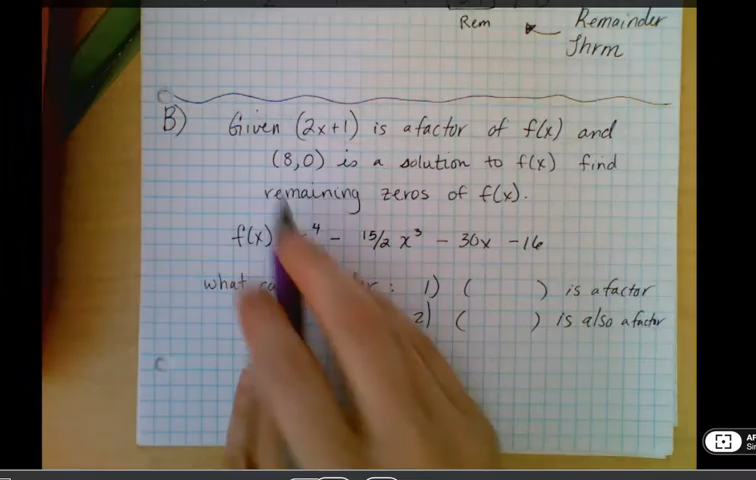 Rem
Remainder
Thrm
B) Given (2x+1) is a factor of f(x) and
(8,0) is a solution to f(x) find
remaining zeros of f(x).
f(x) x⁴ - 15/2 x³ - 30x - 16
what : 1) ( ) is a factor
2) ( ) is also a factor